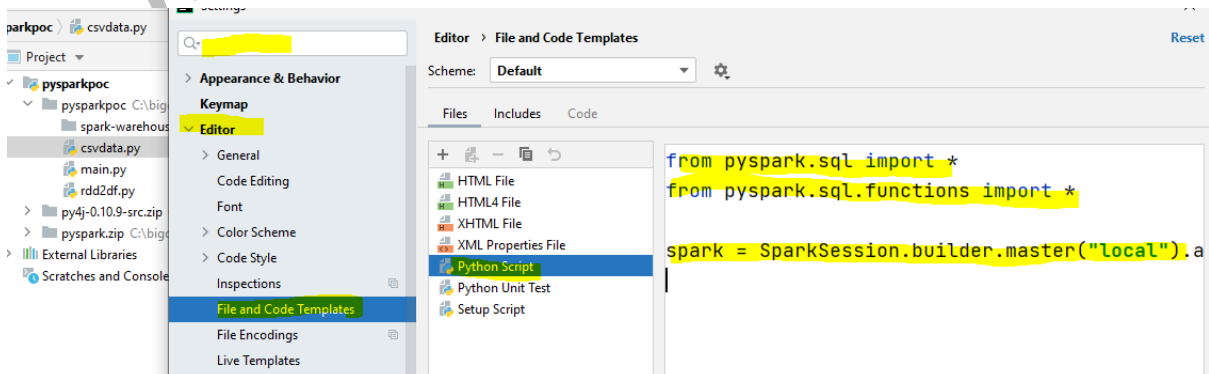 Settings
parkpoc > csvdata.py
Project
pysparkpoc
pysparkpoc C:\big
spark-warehous
csvdata.py
main.py
rdd2df.py
py4j-0.10.9-src.zip
pyspark.zip C:\bigd
External Libraries
Scratches and Console
Appearance & Behavior
Keymap
Editor
General
Code Editing
Font
Color Scheme
Code Style
Inspections
File and Code Templates
File Encodings
Live Templates
Editor > File and Code Templates
Reset
Scheme: Default
Files Includes Code
HTML File
HTML4 File
XHTML File
XML Properties File
Python Script
Python Unit Test
Setup Script
from pyspark.sql import *
from pyspark.sql.functions import *
spark = SparkSession.builder.master("local").a